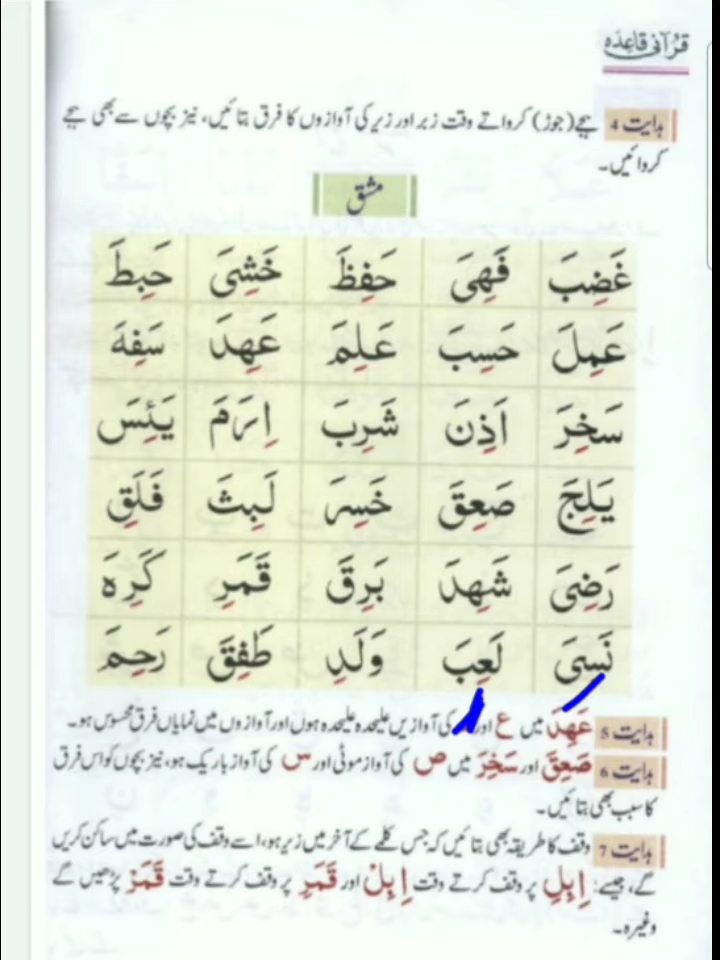 قرآنی قاعدہ
ہدایت 4 ہجے (جوڑ) کرواتے وقت زبر اور زیر کی آوازوں کا فرق بتائیں، نیز بچوں سے بھی ہجے
کروائیں۔
مشق
غَضِبَ فَهِیَ حَفِظَ خَشِیَ حَبِطَ
عَمِلَ حَسِبَ عَلِمَ عَهِدَ سَفِهَ
سَخِرَ اَذِنَ شَرِبَ اِرَمَ یَئِسَ
یَلِجَ صَعِقَ خَسِرَ لَبِثَ فَلَقِ
رَضِیَ شَهِدَ بَرِقَ قَمَرِ كَرِهَ
نَسِیَ لَعِبَ وَلَدِ طَفِقَ رَحِمَ
ہدایت 5 عَهِدَ میں ع اور کی آوازیں علیحدہ علیحدہ ہوں اور آوازوں میں نمایاں فرق محسوس ہو۔
ہدایت 6 صَعِقَ اور سَخِرَ میں ص کی آواز موٹی اور س کی آواز باریک ہو، نیز بچوں کو اس فرق
کا سبب بھی بتائیں۔
ہدایت 7 وقف کا طریقہ بھی بتائیں کہ جس کلمے کے آخر میں زیر ہو، اسے وقف کی صورت میں ساکن کریں
گے، جیسے: اِبِلِ پر وقف کرتے وقت اِبِلْ اور قَمَرِ پر وقف کرتے وقت قَمَرْ پڑھیں گے
وغیرہ۔